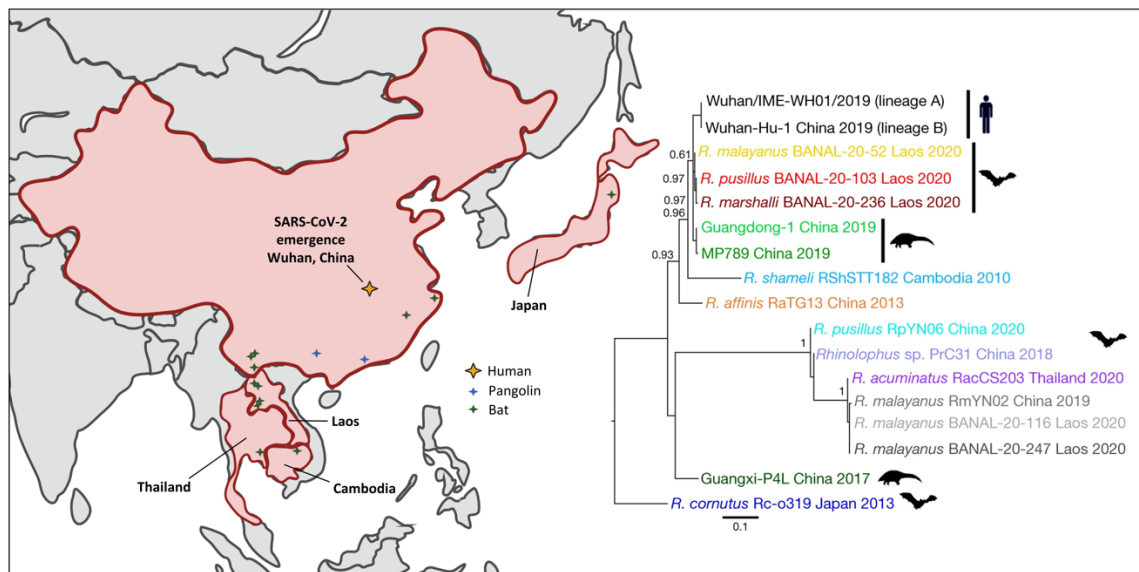 SARS-CoV-2
emergence
Wuhan, China
Japan
Human
Pangolin
Bat
Laos
Thailand
Cambodia
Wuhan/IME-WH01/2019 (lineage A)
Wuhan-Hu-1 China 2019 (lineage B)
R. malayanus BANAL-20-52 Laos 2020
R. pusillus BANAL-20-103 Laos 2020
R. marshalli BANAL-20-236 Laos 2020
Guangdong-1 China 2019
MP789 China 2019
R. shameli RShSTT182 Cambodia 2010
R. affinis RaTG13 China 2013
R. pusillus RpYN06 China 2020
Rhinolophus sp. PrC31 China 2018
R. acuminatus RacCS203 Thailand 2020
R. malayanus RmYN02 China 2019
R. malayanus BANAL-20-116 Laos 2020
R. malayanus BANAL-20-247 Laos 2020
Guangxi-P4L China 2017
R. cornutus Rc-o319 Japan 2013
0.61
0.97
0.97
0.96
0.93
1
1
0.1